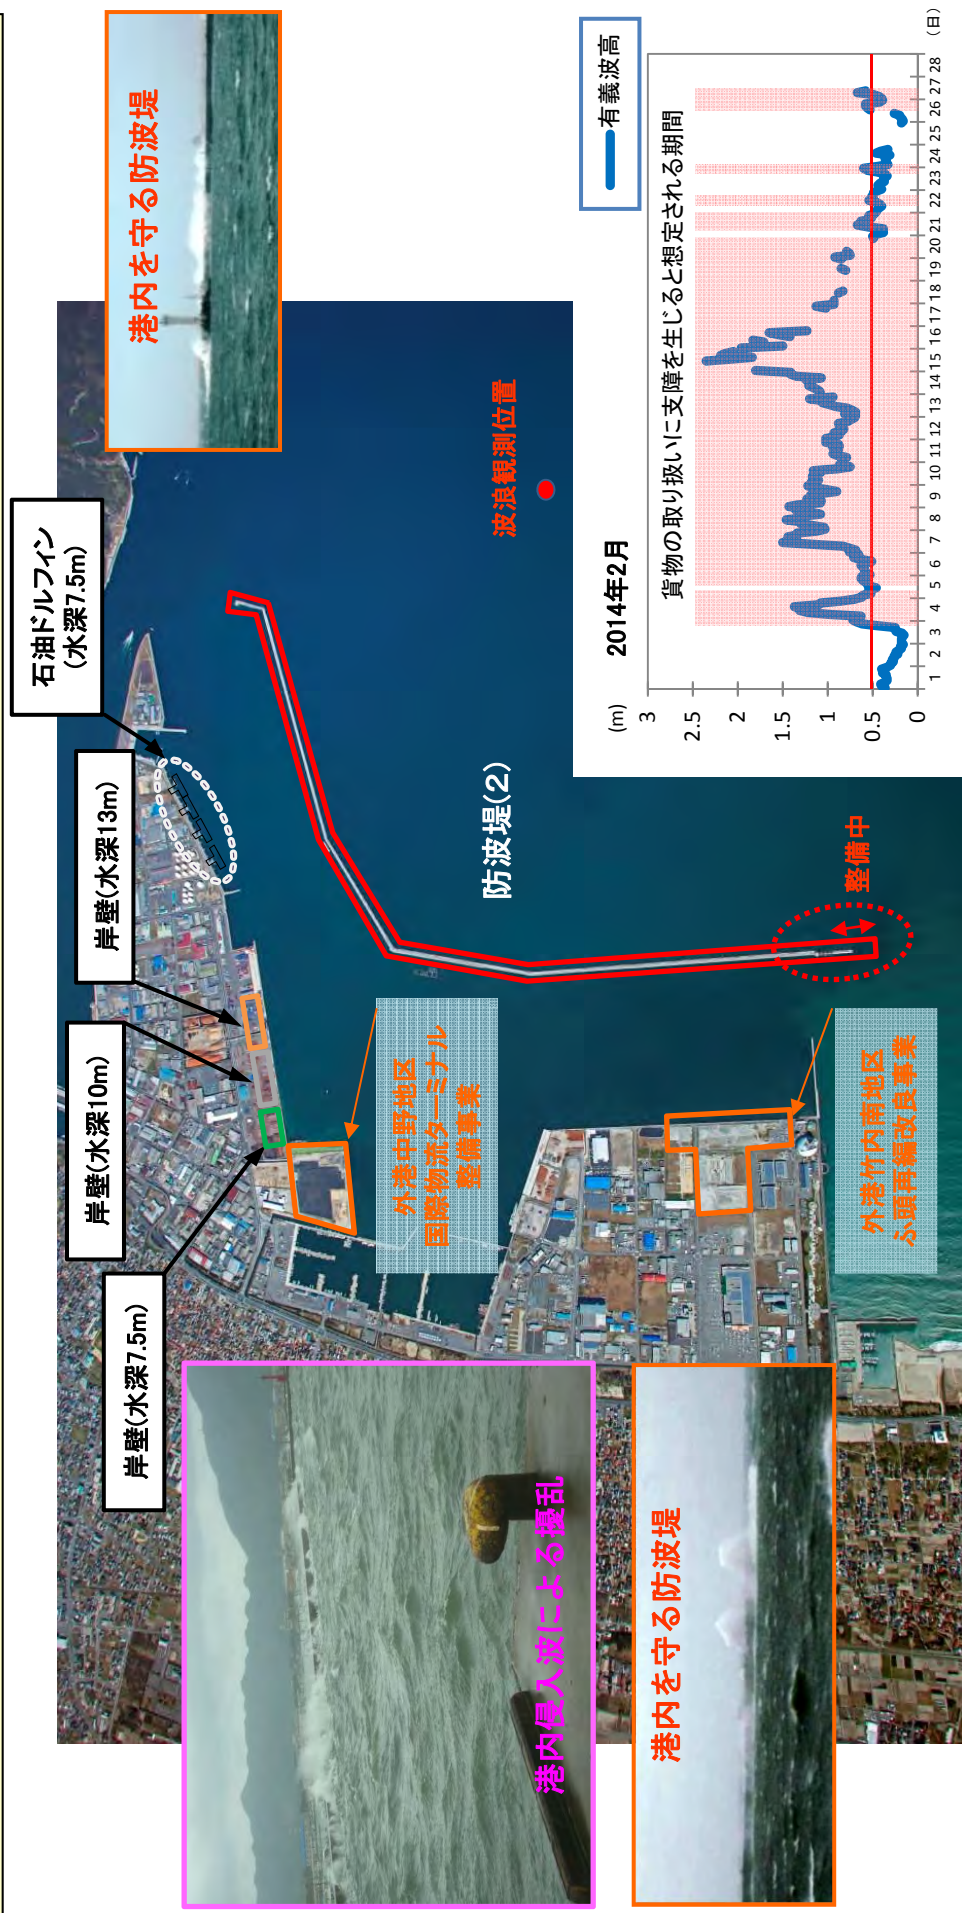 港内を守る防波堤
石油ドルフィン
(水深7.5m)
岸壁(水深13m)
岸壁(水深10m)
岸壁(水深7.5m)
波浪観測位置
防波堤(2)
整備中
外港中野地区
国際物流ターミナル
整備事業
外港竹内南地区
ふ頭再編改良事業
港内侵入波による擾乱
港内を守る防波堤
2014年2月
有義波高
貨物の取り扱いに支障を生じると想定される期間
(m)
3
2.5
2
1.5
1
0.5
0
1 2 3 4 5 6 7 8 9 10 11 12 13 14 15 16 17 18 19 20 21 22 23 24 25 26 27 28
(日)